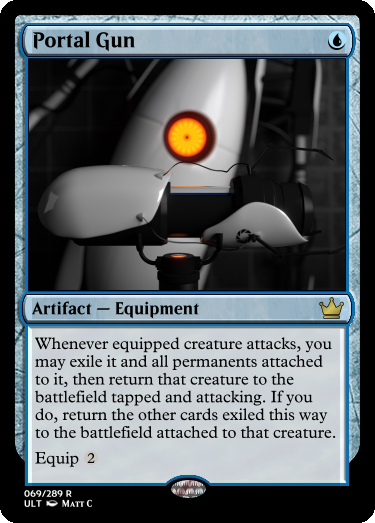 Portal Gun
Artifact — Equipment
Whenever equipped creature attacks, you
may exile it and all permanents attached
to it, then return that creature to the
battlefield tapped and attacking. If you
do, return the other cards exiled this way
to the battlefield attached to that creature.
Equip 2
069/289 R
ULT Matt C